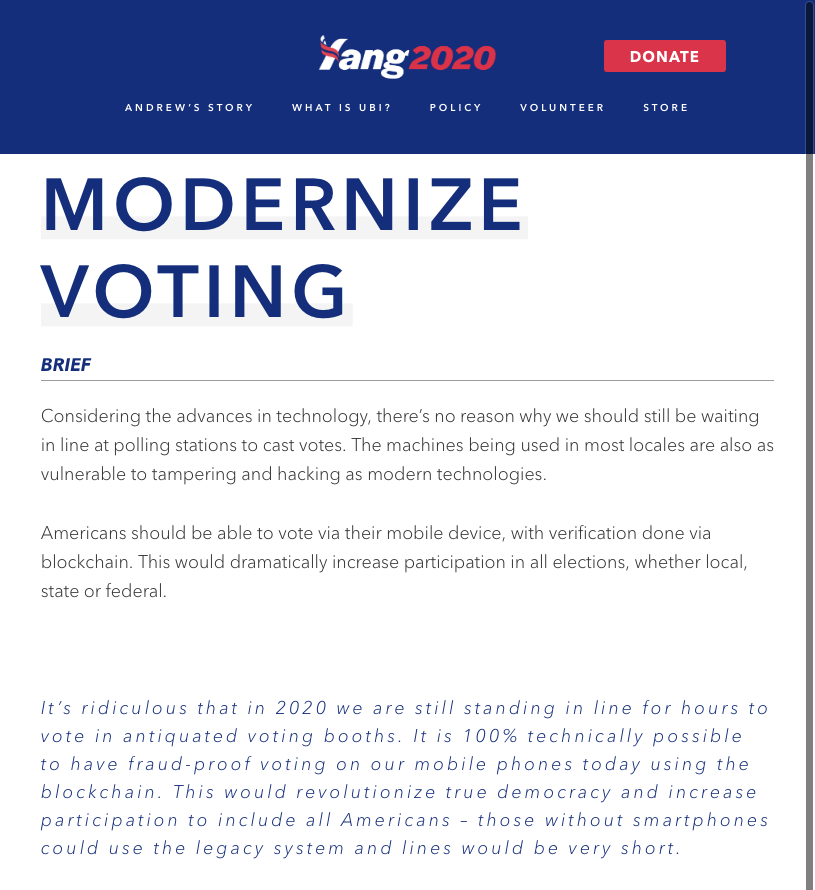 Yang2020
DONATE
ANDREW’S STORY WHAT IS UBI? POLICY VOLUNTEER STORE
MODERNIZE
VOTING
BRIEF
Considering the advances in technology, there’s no reason why we should still be waiting
in line at polling stations to cast votes. The machines being used in most locales are also as
vulnerable to tampering and hacking as modern technologies.
Americans should be able to vote via their mobile device, with verification done via
blockchain. This would dramatically increase participation in all elections, whether local,
state or federal.
It’s ridiculous that in 2020 we are still standing in line for hours to
vote in antiquated voting booths. It is 100% technically possible
to have fraud-proof voting on our mobile phones today using the
blockchain. This would revolutionize true democracy and increase
participation to include all Americans – those without smartphones
could use the legacy system and lines would be very short.